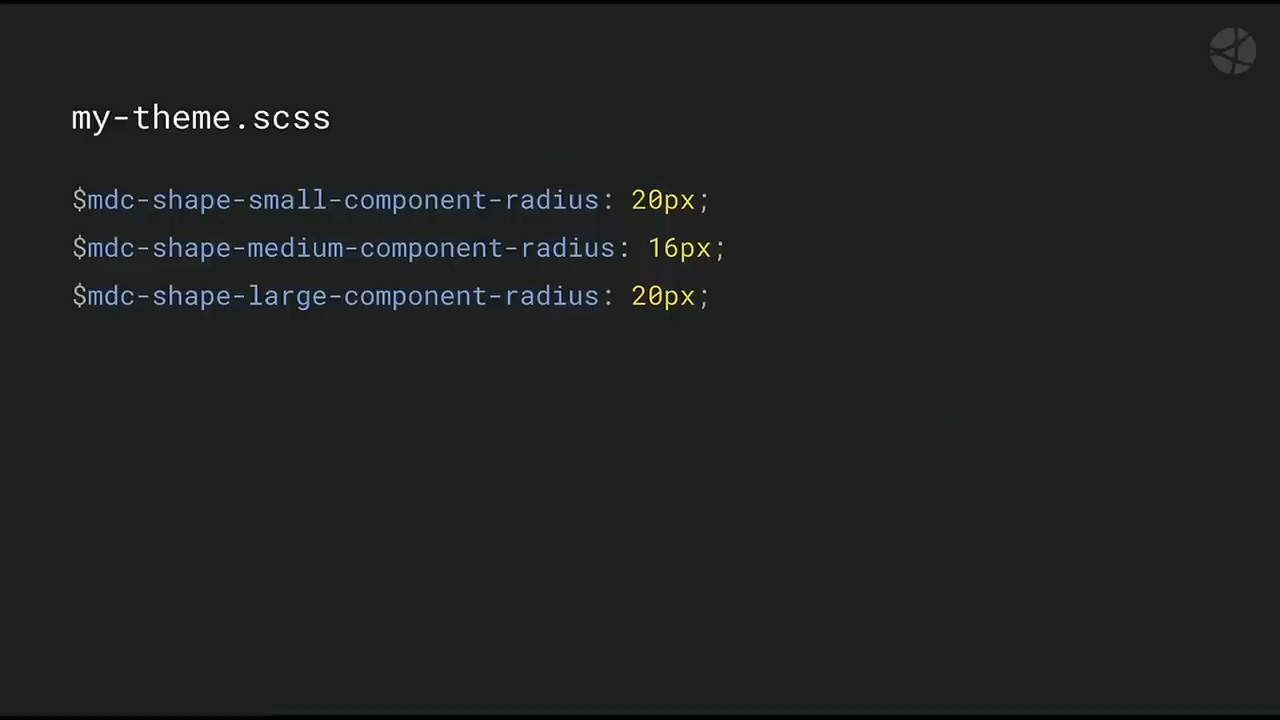 my-theme.scss
$mdc-shape-small-component-radius: 20px;
$mdc-shape-medium-component-radius: 16px;
$mdc-shape-large-component-radius: 20px;